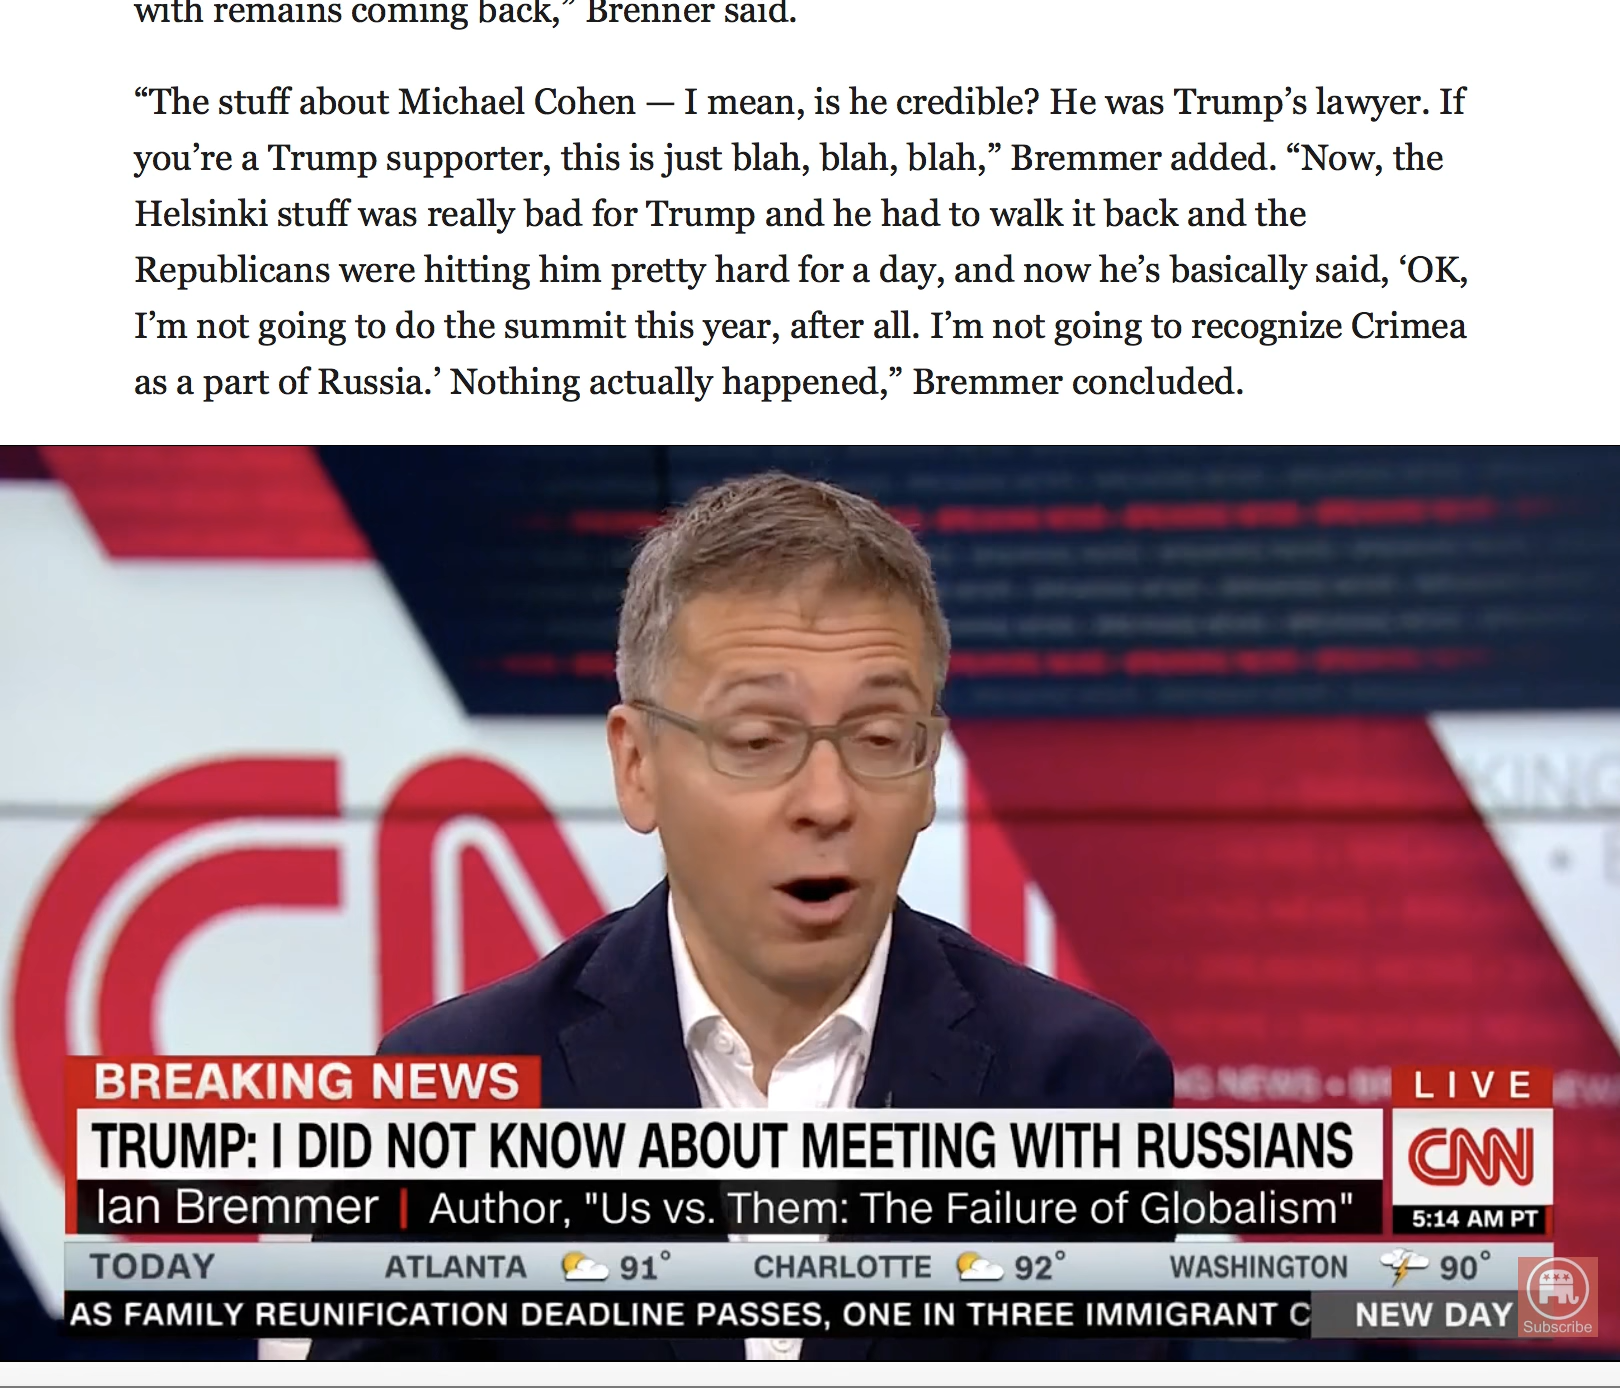 with remains coming back,” Brenner said.
“The stuff about Michael Cohen — I mean, is he credible? He was Trump’s lawyer. If
you’re a Trump supporter, this is just blah, blah, blah,” Bremmer added. “Now, the
Helsinki stuff was really bad for Trump and he had to walk it back and the
Republicans were hitting him pretty hard for a day, and now he’s basically said, ‘OK,
I’m not going to do the summit this year, after all. I’m not going to recognize Crimea
as a part of Russia.’ Nothing actually happened,” Bremmer concluded.
CN
KING
BREAKING NEWS
LIVE
TRUMP: I DID NOT KNOW ABOUT MEETING WITH RUSSIANS
CNN
Ian Bremmer | Author, "Us vs. Them: The Failure of Globalism"
5:14 AM PT
TODAY ATLANTA 91° CHARLOTTE 92° WASHINGTON 90°
AS FAMILY REUNIFICATION DEADLINE PASSES, ONE IN THREE IMMIGRANT C
NEW DAY
Subscribe